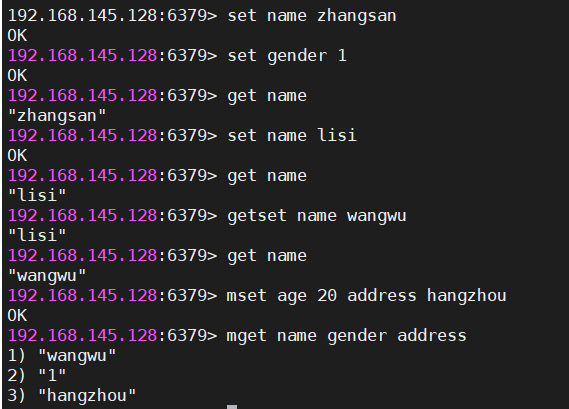 192.168.145.128:6379> set name zhangsan
OK
192.168.145.128:6379> set gender 1
OK
192.168.145.128:6379> get name
"zhangsan"
192.168.145.128:6379> set name lisi
OK
192.168.145.128:6379> get name
"lisi"
192.168.145.128:6379> getset name wangwu
"lisi"
192.168.145.128:6379> get name
"wangwu"
192.168.145.128:6379> mset age 20 address hangzhou
OK
192.168.145.128:6379> mget name gender address
1) "wangwu"
2) "1"
3) "hangzhou"